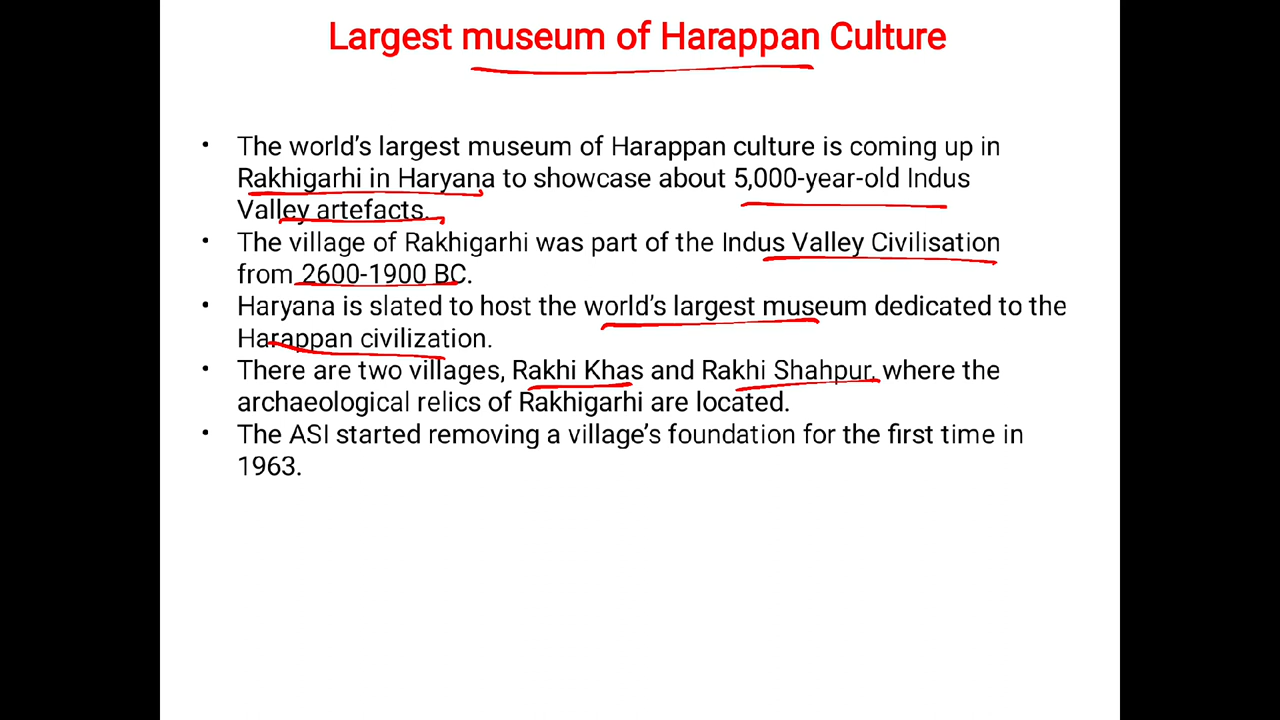 Largest museum of Harappan Culture
• The world's largest museum of Harappan culture is coming up in
Rakhigarhi in Haryana to showcase about 5,000-year-old Indus
Valley artefacts.
• The village of Rakhigarhi was part of the Indus Valley Civilisation
from 2600-1900 BC.
• Haryana is slated to host the world's largest museum dedicated to the
Harappan civilization.
• There are two villages, Rakhi Khas and Rakhi Shahpur, where the
archaeological relics of Rakhigarhi are located.
• The ASI started removing a village's foundation for the first time in
1963.